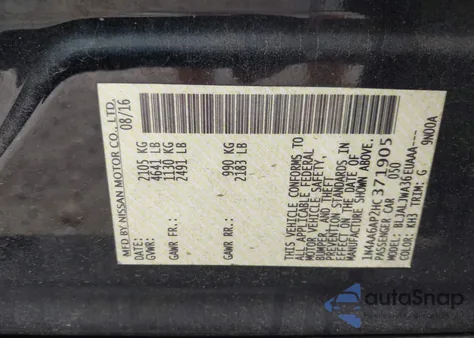 MFD BY NISSAN MOTOR CO., LTD.
08/16
GVWR: 2105 KG
4641 LB
GAWR FR: 1130 KG
2491 LB
GAWR RR: 990 KG
2183 LB
THIS VEHICLE CONFORMS TO
ALL APPLICABLE FEDERAL
MOTOR VEHICLE SAFETY
BUMPER, AND THEFT
PREVENTION STANDARDS IN
EFFECT ON THE DATE OF
MANUFACTURE SHOWN ABOVE.
1N4AA6AP2HC371905
PASSENGER CAR 050
MODEL:
COLOR: KH3 TRIM: G
9N00A
autoSnap